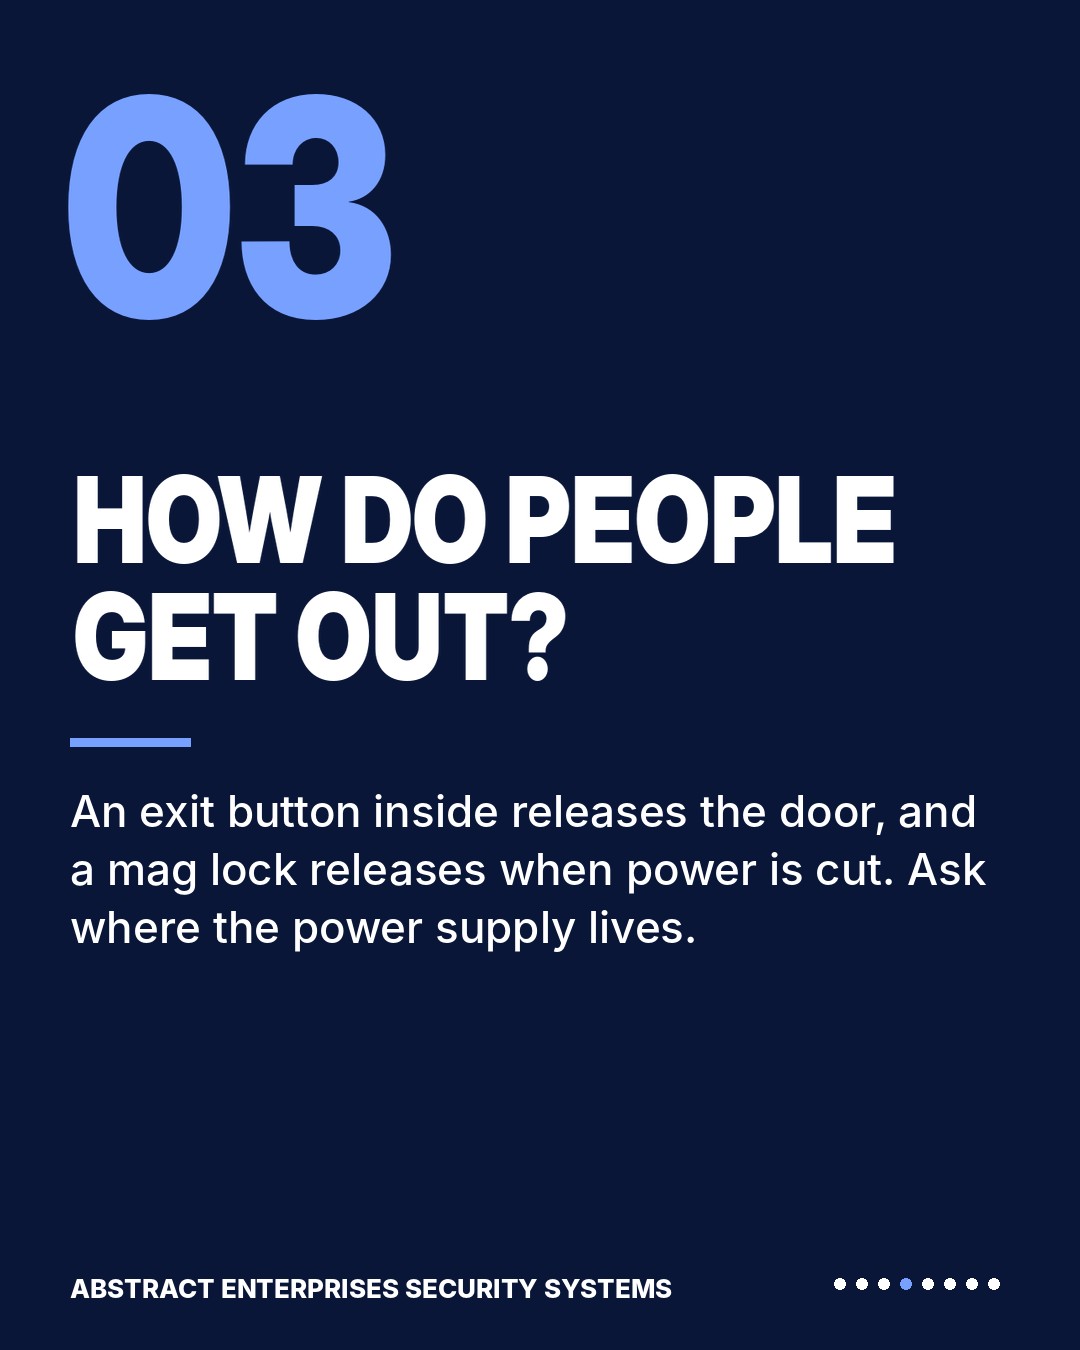 03
HOW DO PEOPLE
GET OUT?
An exit button inside releases the door, and
a mag lock releases when power is cut. Ask
where the power supply lives.
ABSTRACT ENTERPRISES SECURITY SYSTEMS